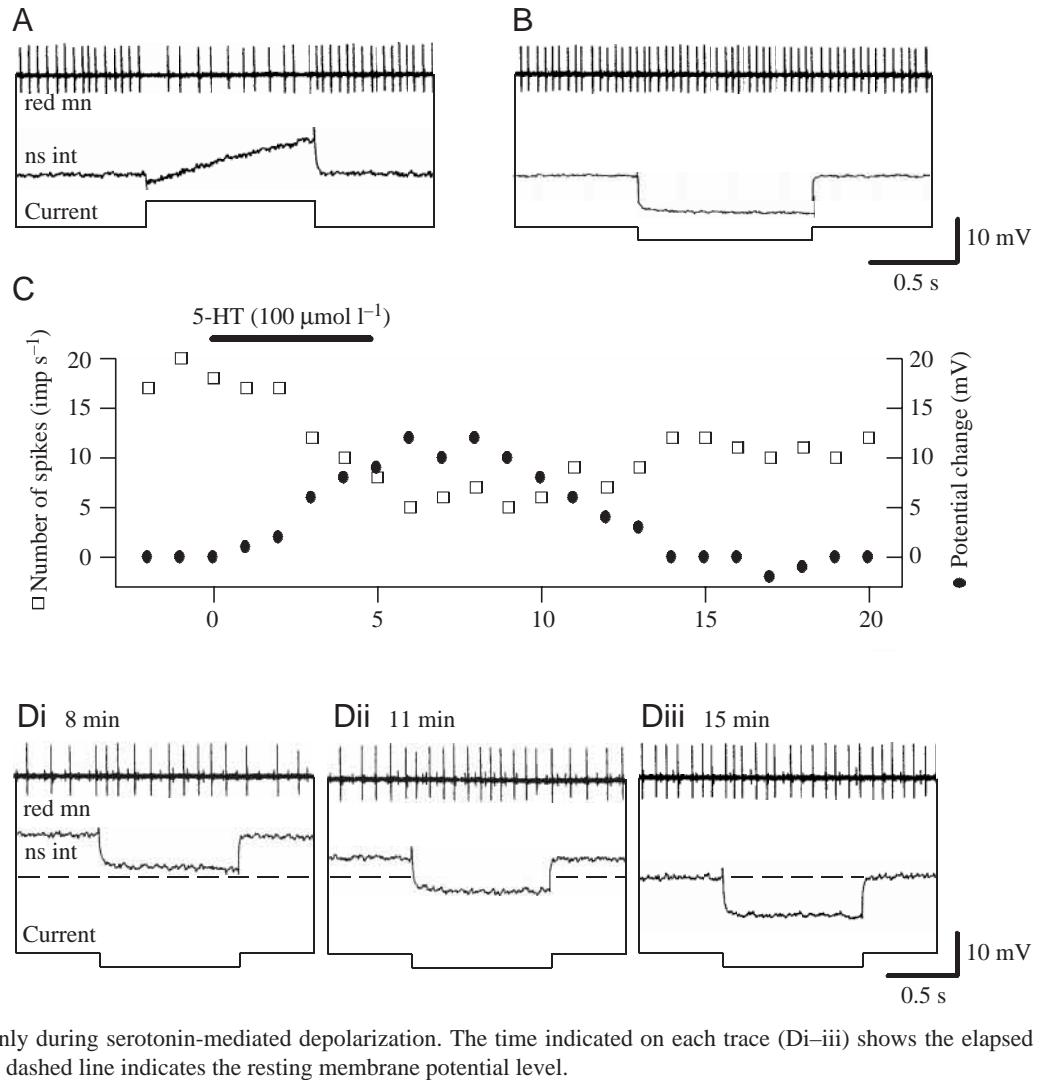 A
B
red mn
ns int
Current
10 mV
0.5 s
C
5-HT (100 μmol l⁻¹)
□ Number of spikes (imp s⁻¹)
20
15
10
5
0
20
15
10
5
0
● Potential change (mV)
0
5
10
15
20
Di 8 min
Dii 11 min
Diii 15 min
red mn
ns int
Current
10 mV
0.5 s
nly during serotonin-mediated depolarization. The time indicated on each trace (Di–iii) shows the elapsed
dashed line indicates the resting membrane potential level.